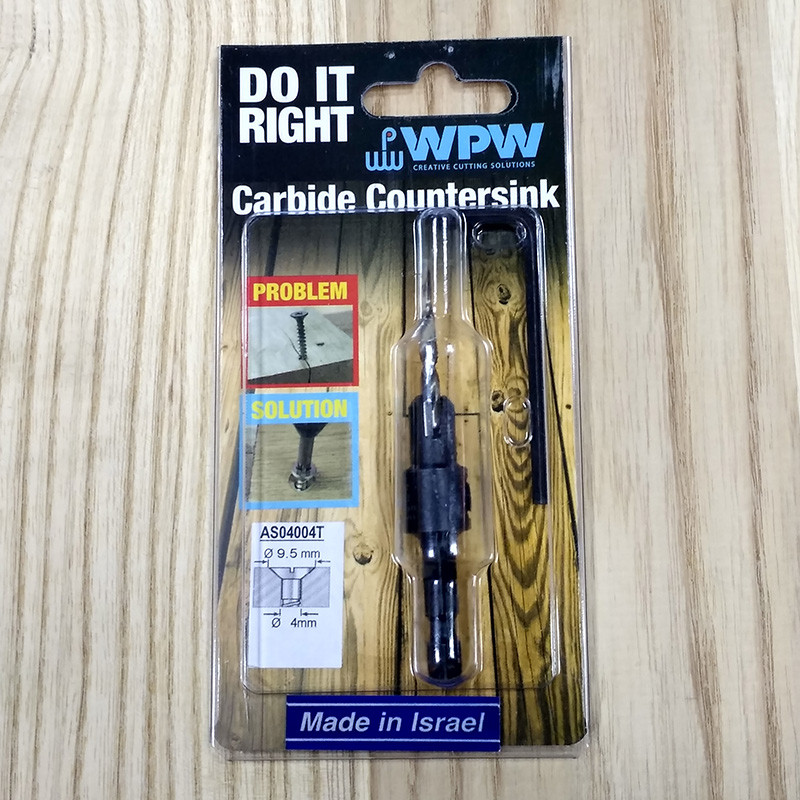 DO IT
RIGHT
WPW
CREATIVE CUTTING SOLUTIONS
Carbide Countersink
PROBLEM
SOLUTION
AS04004T
Ø 9.5 mm
Ø 4mm
Made in Israel